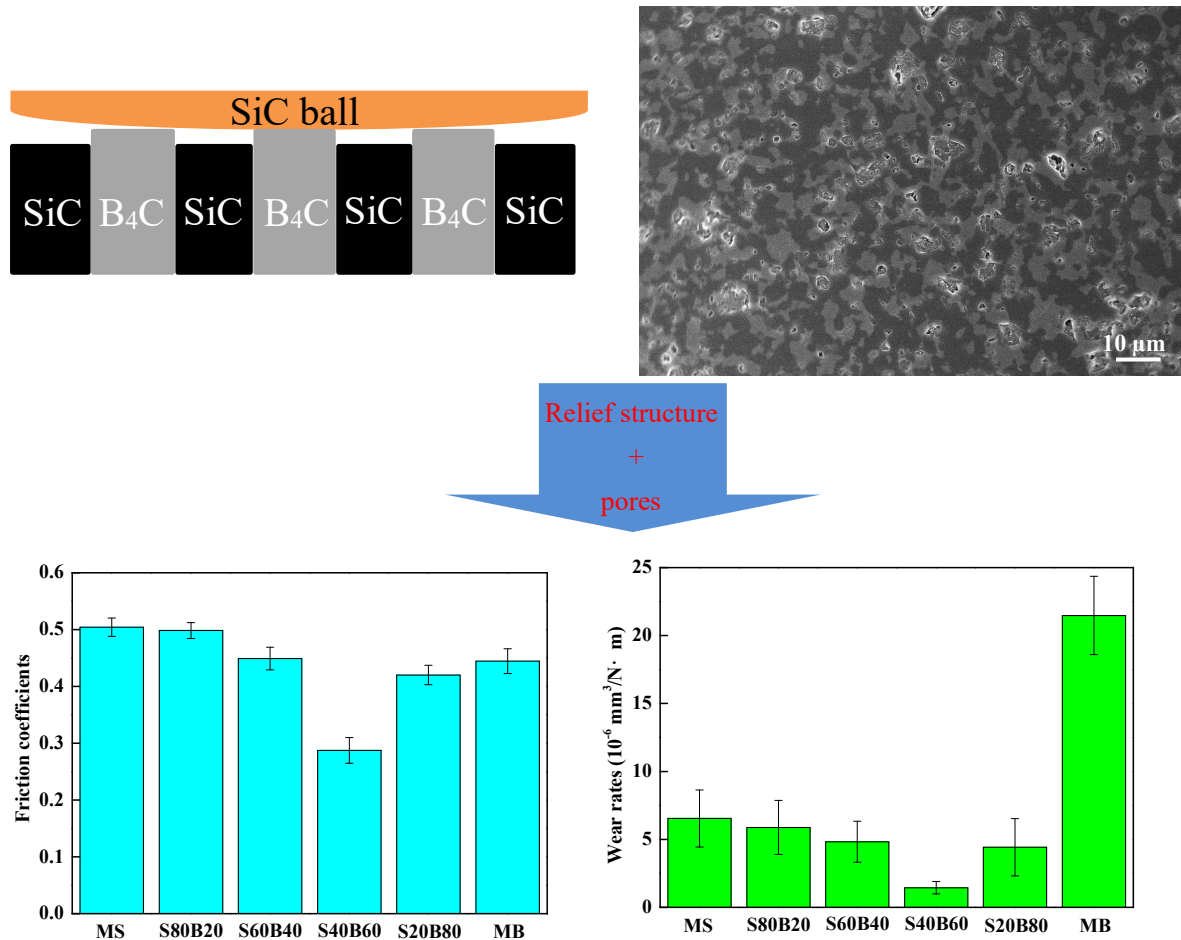 SiC ball
SiC B₄C SiC B₄C SiC B₄C SiC
10 μm
Relief structure
+
pores
Friction coefficients
0.6
0.5
0.4
0.3
0.2
0.1
0.0
MS S80B20 S60B40 S40B60 S20B80 MB
Wear rates (10⁻⁶ mm³/N· m)
25
20
15
10
5
0
MS S80B20 S60B40 S40B60 S20B80 MB